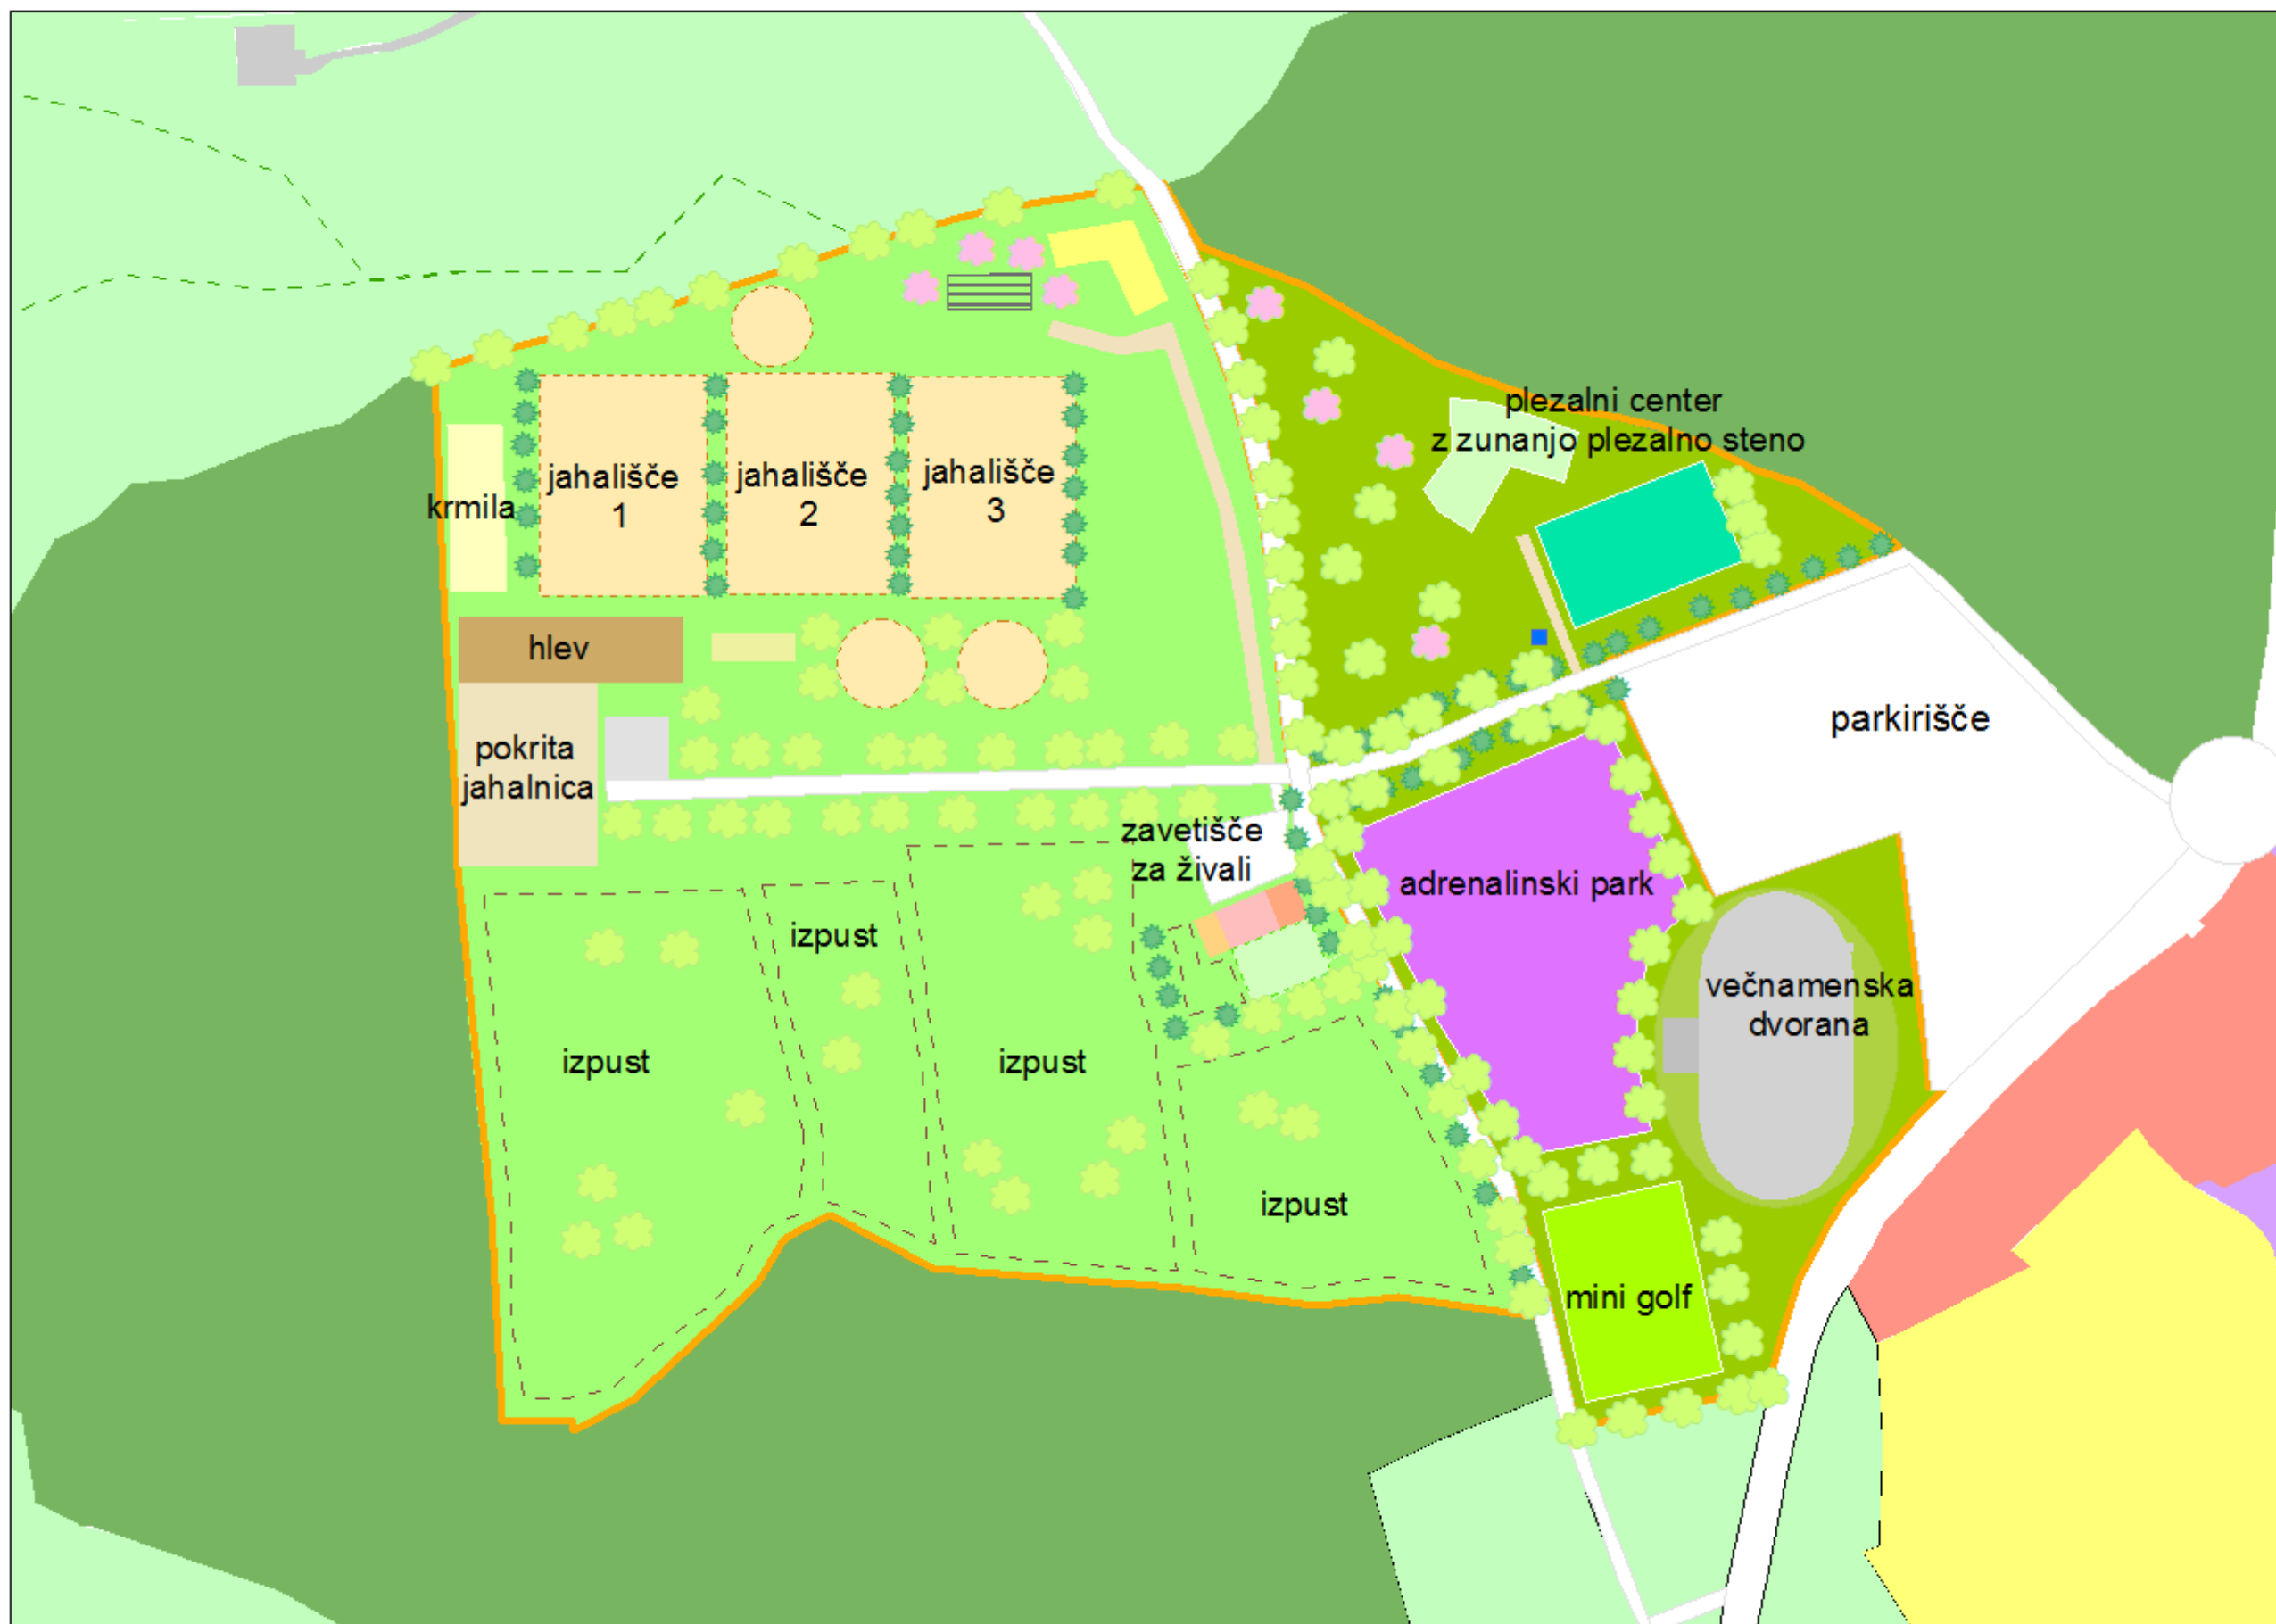 plezalni center
z zunanjo plezalno steno
jahališče
1
jahališče
2
jahališče
3
krmila
hlev
pokrita
jahalnica
parkirišče
zavetišče
za živali
adrenalinski park
izpust
večnamenska
dvorana
izpust
izpust
izpust
mini golf